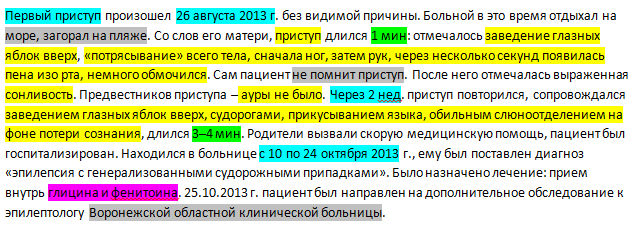 Первый приступ произошел 26 августа 2013 г. без видимой причины. Больной в это время отдыхал на
море, загорал на пляже. Со слов его матери, приступ длился 1 мин: отмечалось заведение глазных
яблок вверх, «потрясывание» всего тела, сначала ног, затем рук, через несколько секунд появилась
пена изо рта, немного обмочился. Сам пациент не помнит приступ. После него отмечалась выраженная
сонливость. Предвестников приступа – ауры не было. Через 2 нед. приступ повторился, сопровождался
заведением глазных яблок вверх, судорогами, прикусыванием языка, обильным слюноотделением на
фоне потери сознания, длился 3–4 мин. Родители вызвали скорую медицинскую помощь, пациент был
госпитализирован. Находился в больнице с 10 по 24 октября 2013 г., ему был поставлен диагноз
«эпилепсия с генерализованными судорожными припадками». Было назначено лечение: прием
внутрь глицина и фенитоина. 25.10.2013 г. пациент был направлен на дополнительное обследование к
эпилептологу Воронежской областной клинической больницы.